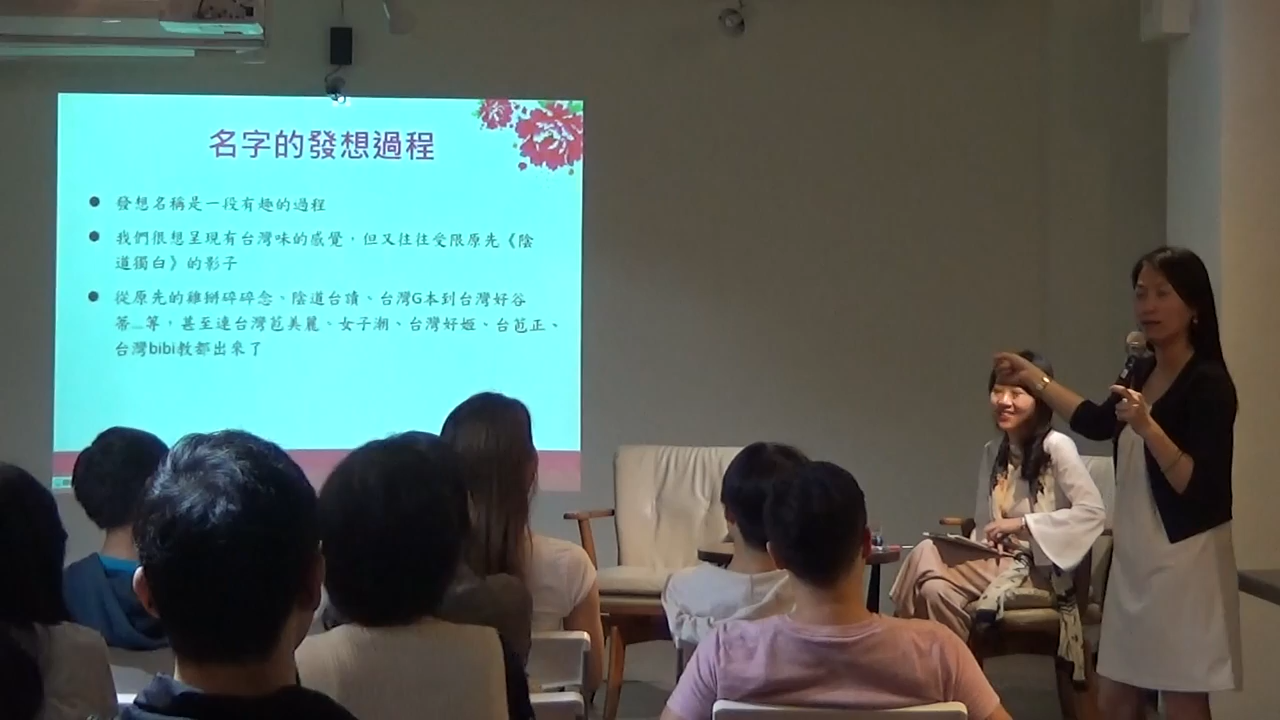 名字的發想過程
發想名稱是一段有趣的過程
我們很想呈現有台灣味的感覺，但又往往受限原先《陰
道獨白》的影子
從原先的雞掰碎碎念、陰道台讀、台灣G本到台灣好谷
蒂…等，甚至連台灣芭美麗、女子潮、台灣好姬、台芭正、
台灣bibi教都出來了